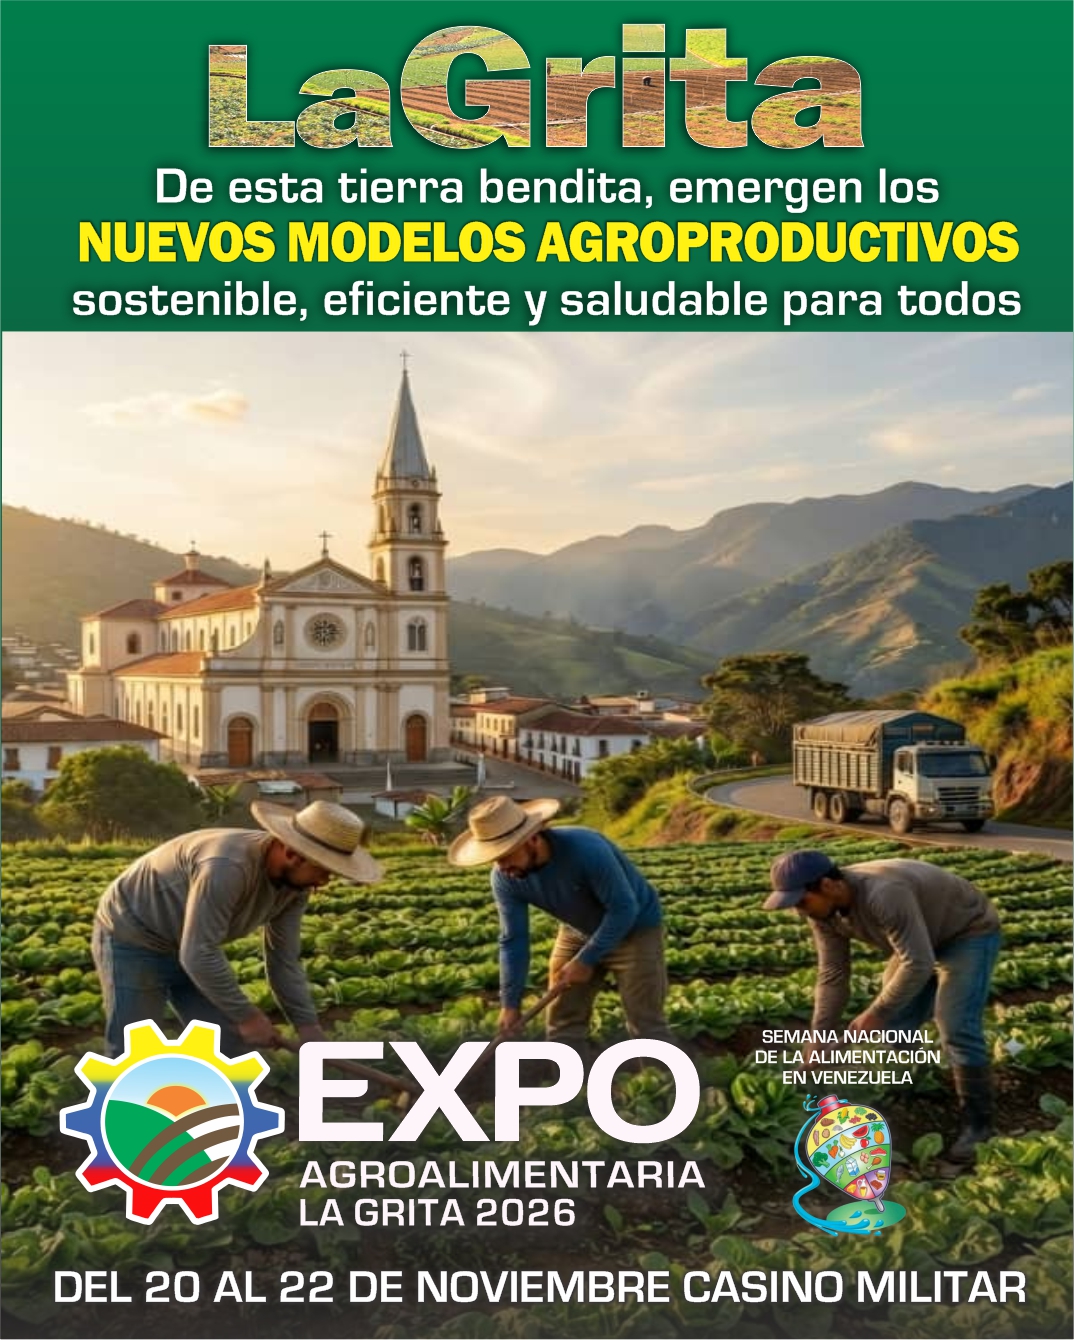 LaGrita
De esta tierra bendita, emergen los
NUEVOS MODELOS AGROPRODUCTIVOS
sostenible, eficiente y saludable para todos
SEMANA NACIONAL
DE LA ALIMENTACIÓN
EN VENEZUELA
EXPO
AGROALIMENTARIA
LA GRITA 2026
DEL 20 AL 22 DE NOVIEMBRE CASINO MILITAR